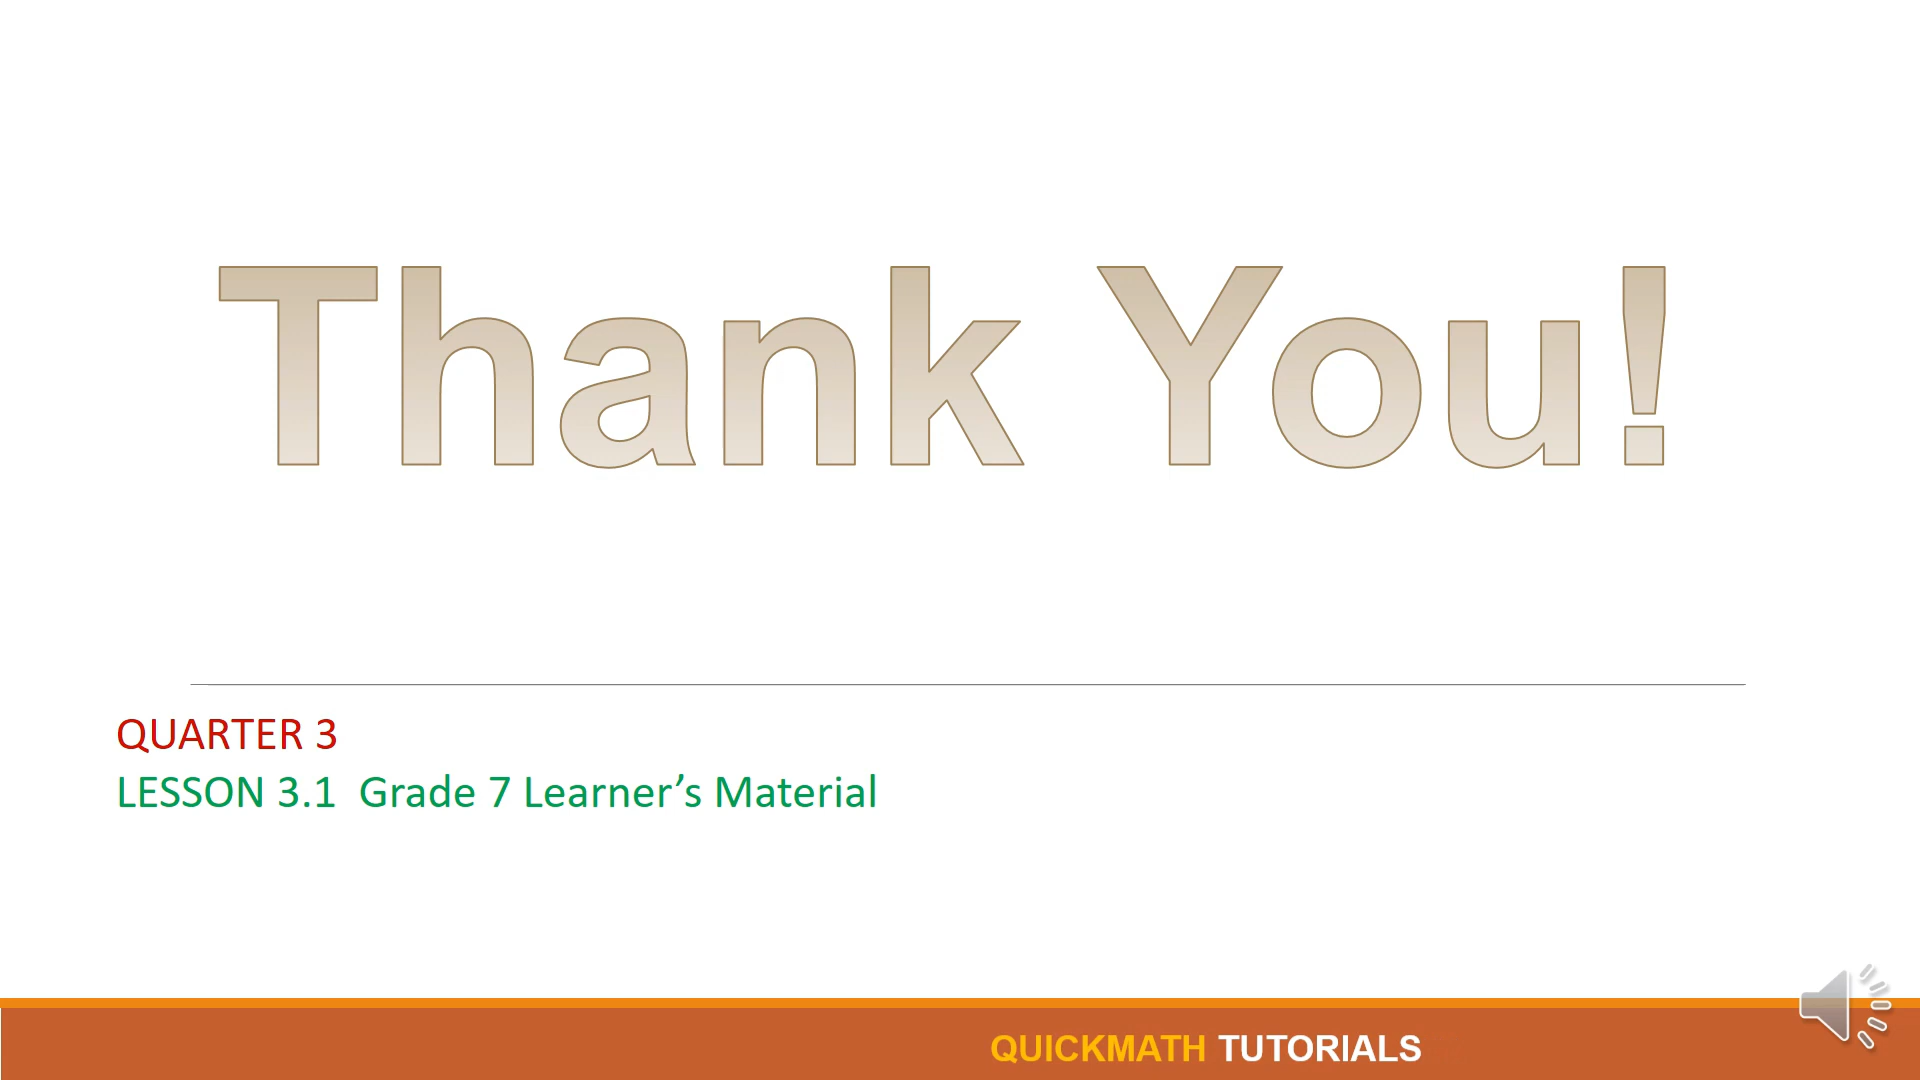 Thank You!
QUARTER 3
LESSON 3.1 Grade 7 Learner’s Material
QUICKMATH TUTORIALS